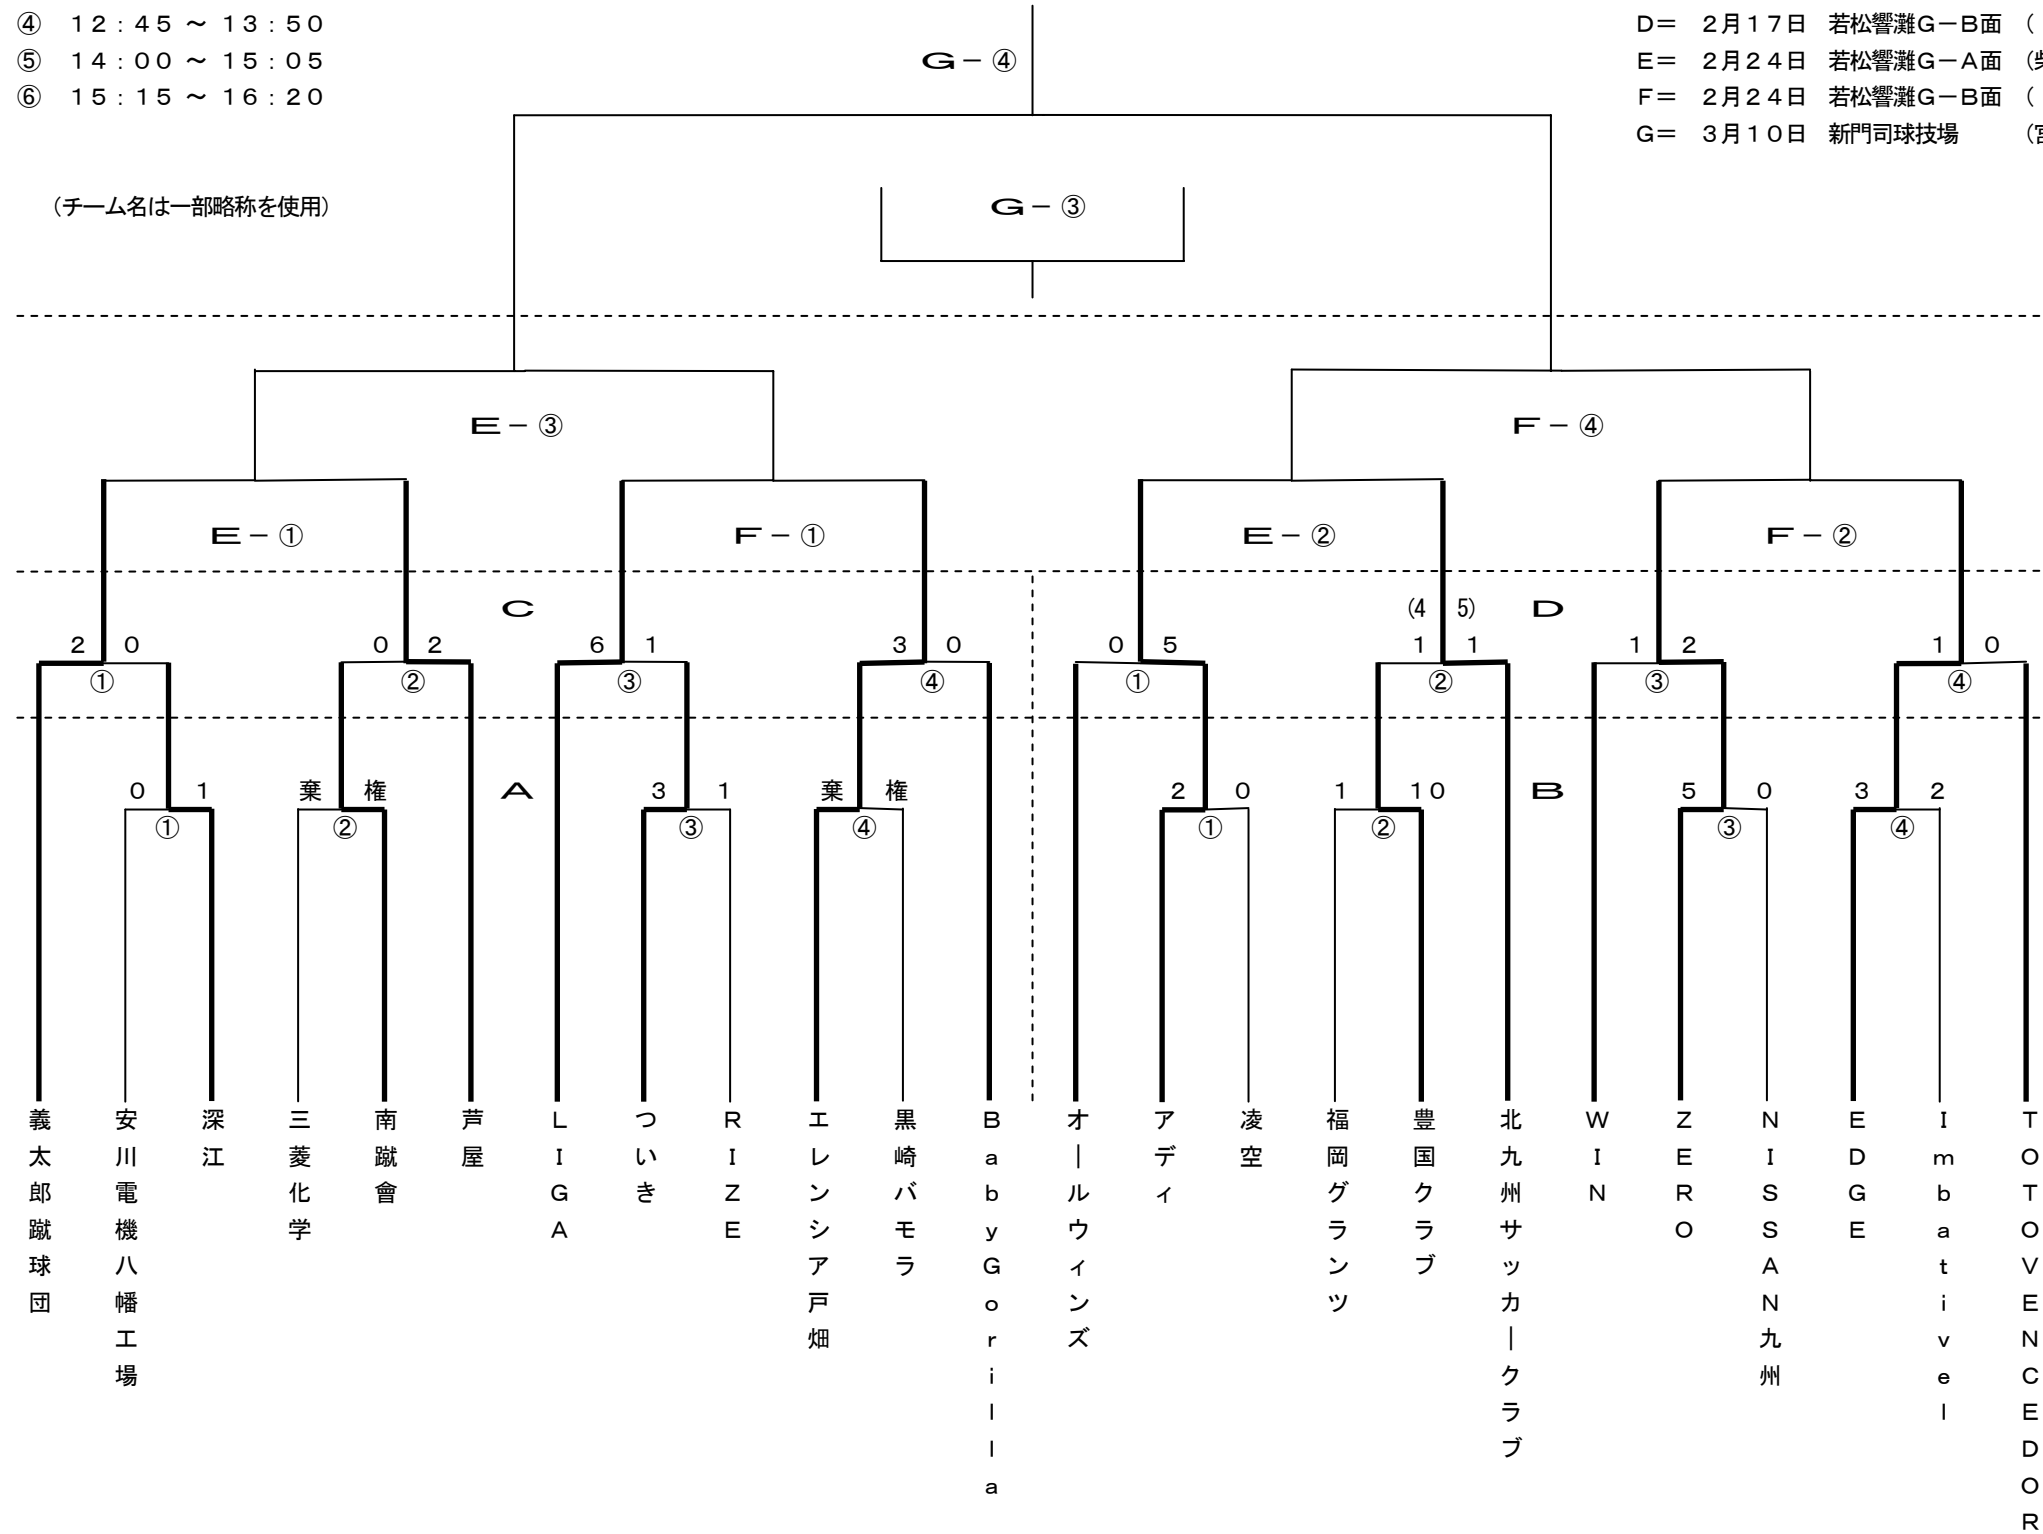 ④ 12:45 ～ 13:50
⑤ 14:00 ～ 15:05
⑥ 15:15 ～ 16:20
D＝ 2月17日 若松響灘G－B面 （
E＝ 2月24日 若松響灘G－A面 （
F＝ 2月24日 若松響灘G－B面 （
G＝ 3月10日 新門司球技場 （
（チーム名は一部略称を使用）
G－④
G－③
E－③ F－④
E－① F－① E－② F－②
C (4 5) D
2 0 0 2 6 1 3 0 0 5 1 1 1 2 1 0
① ② ③ ④ ① ② ③ ④
0 1 棄 権 A 3 1 棄 権 2 0 1 10 B 5 0 3 2
① ② ③ ④ ① ② ③ ④
義太郎蹴球団
安川電機八幡工場
深江
三菱化学
南蹴會
芦屋
LIGA
ついき
RIZE
エレンシア戸畑
黒崎バモラ
BabyGorilla
オールウィンズ
アディ
凌空
福岡グランツ
豊国クラブ
北九州サッカークラブ
WIN
ZERO
NISSAN九州
EDGE
Imbativel
TOTOVENCEDOR